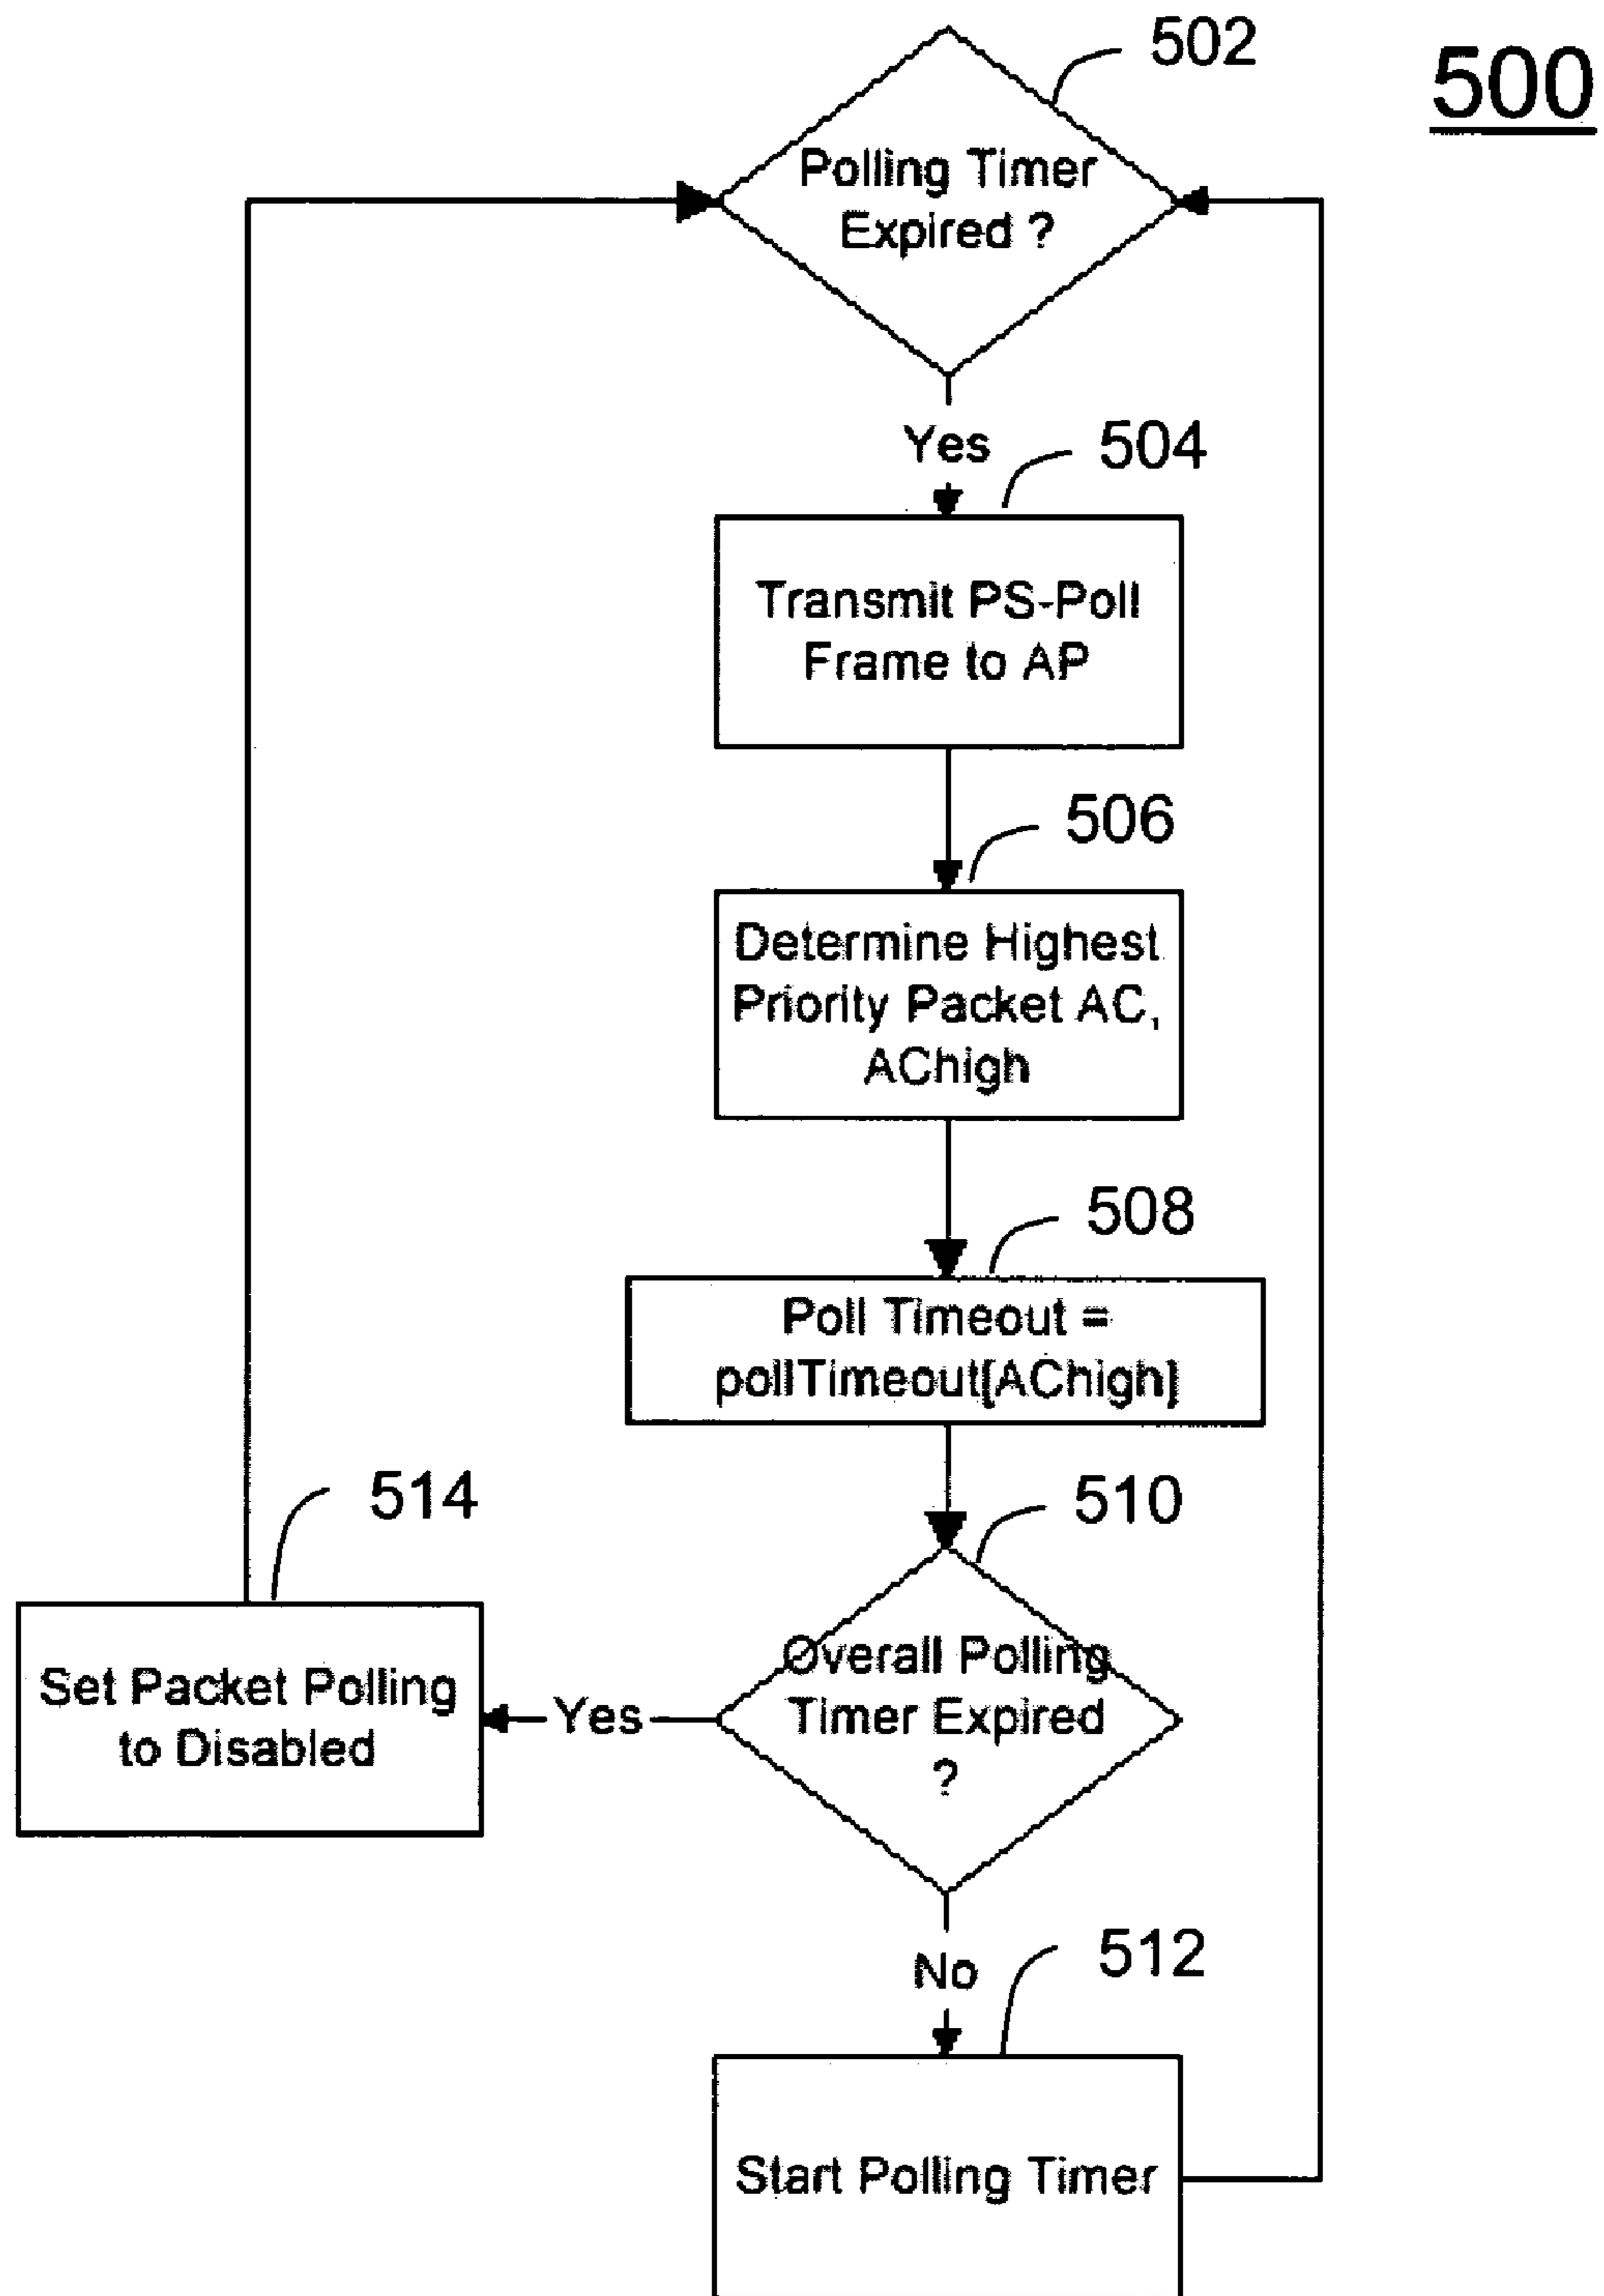 502
500
Polling Timer
Expired ?
Yes
504
Transmit PS-Poll
Frame to AP
506
Determine Highest
Priority Packet AC,
AChigh
508
Poll Timeout =
pollTimeout[AChigh]
514
510
Set Packet Polling
to Disabled
Yes
Overall Polling
Timer Expired
?
No
512
Start Polling Timer